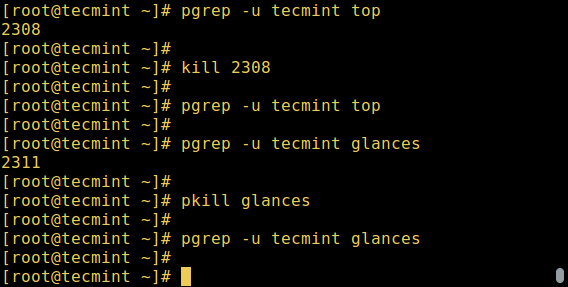 [root@tecmint ~]# pgrep -u tecmint top
2308
[root@tecmint ~]#
[root@tecmint ~]# kill 2308
[root@tecmint ~]#
[root@tecmint ~]# pgrep -u tecmint top
[root@tecmint ~]#
[root@tecmint ~]# pgrep -u tecmint glances
2311
[root@tecmint ~]#
[root@tecmint ~]# pkill glances
[root@tecmint ~]#
[root@tecmint ~]# pgrep -u tecmint glances
[root@tecmint ~]#
[root@tecmint ~]#